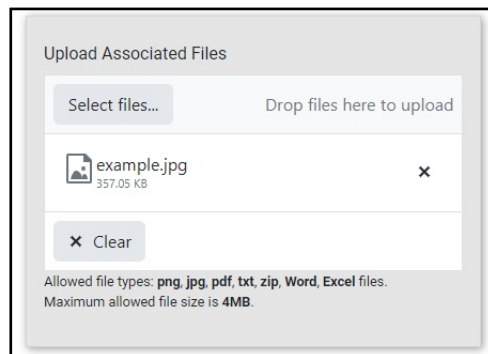 Upload Associated Files
Select files... Drop files here to upload
example.jpg
357.05 KB
Clear
Allowed file types: png, jpg, pdf, txt, zip, Word, Excel files.
Maximum allowed file size is 4MB.